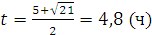 t = (5+√21)/2 = 4,8 (ч)